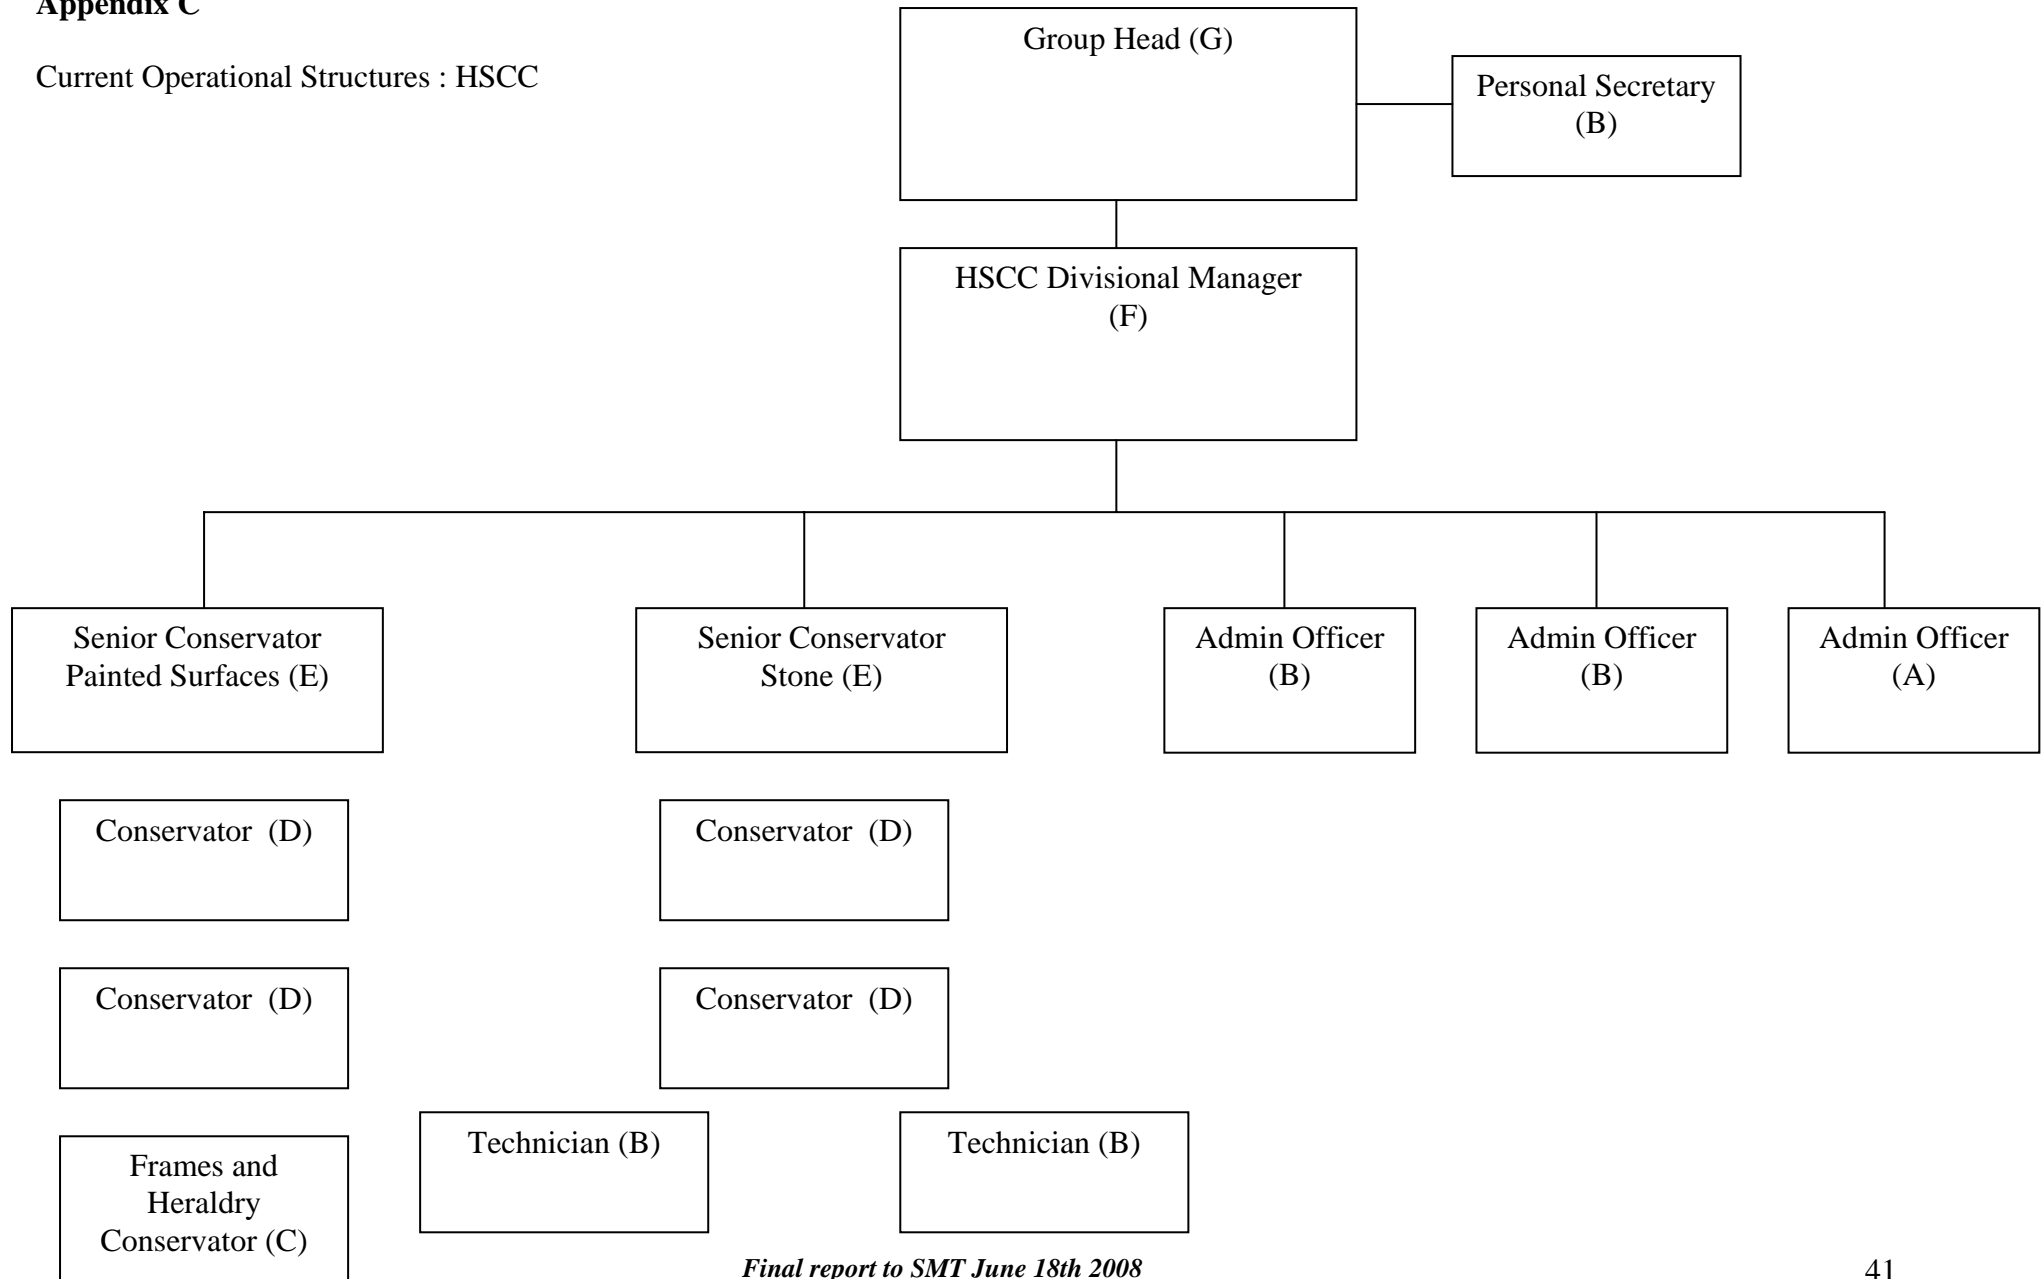 Appendix C
Current Operational Structures : HSCC
Group Head (G)
Personal Secretary
(B)
HSCC Divisional Manager
(F)
Senior Conservator
Painted Surfaces (E)
Senior Conservator
Stone (E)
Admin Officer
(B)
Admin Officer
(B)
Admin Officer
(A)
Conservator  (D)
Conservator  (D)
Conservator  (D)
Conservator  (D)
Frames and
Heraldry
Conservator (C)
Technician (B)
Technician (B)
Final report to SMT June 18th 2008
41